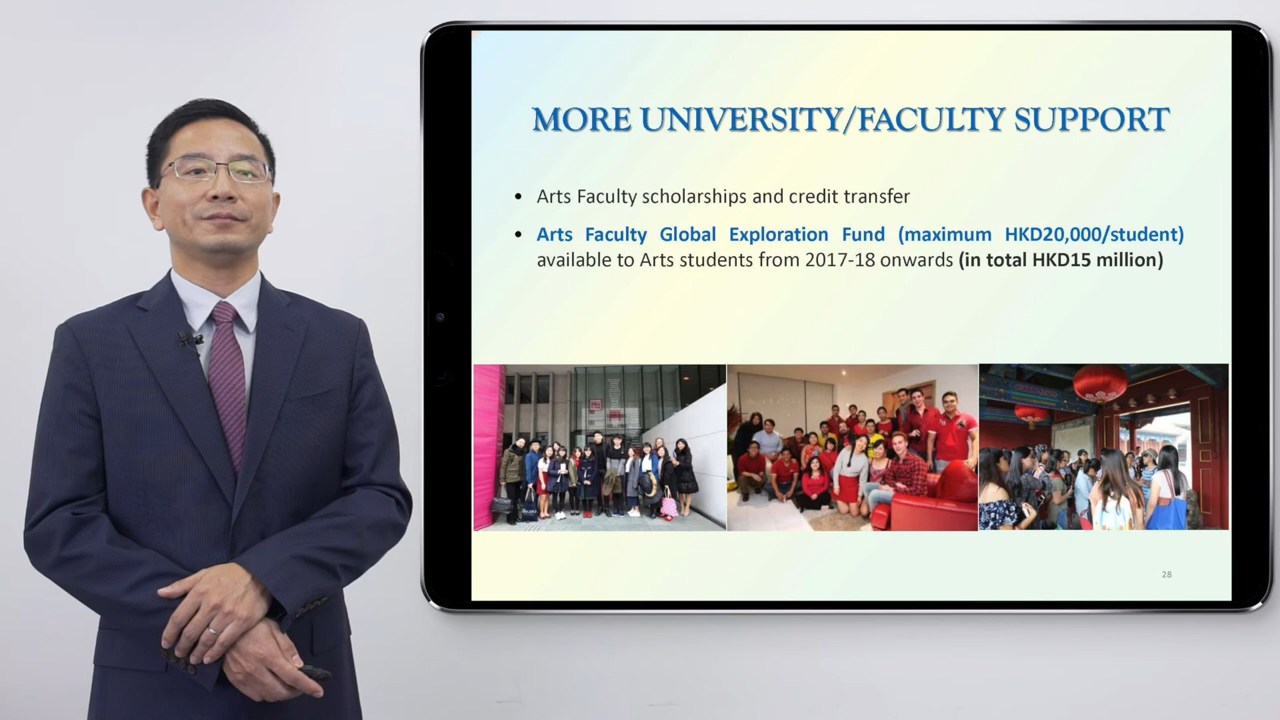 MORE UNIVERSITY/FACULTY SUPPORT
• Arts Faculty scholarships and credit transfer
• Arts Faculty Global Exploration Fund (maximum HKD20,000/student)
available to Arts students from 2017-18 onwards (in total HKD15 million)
28